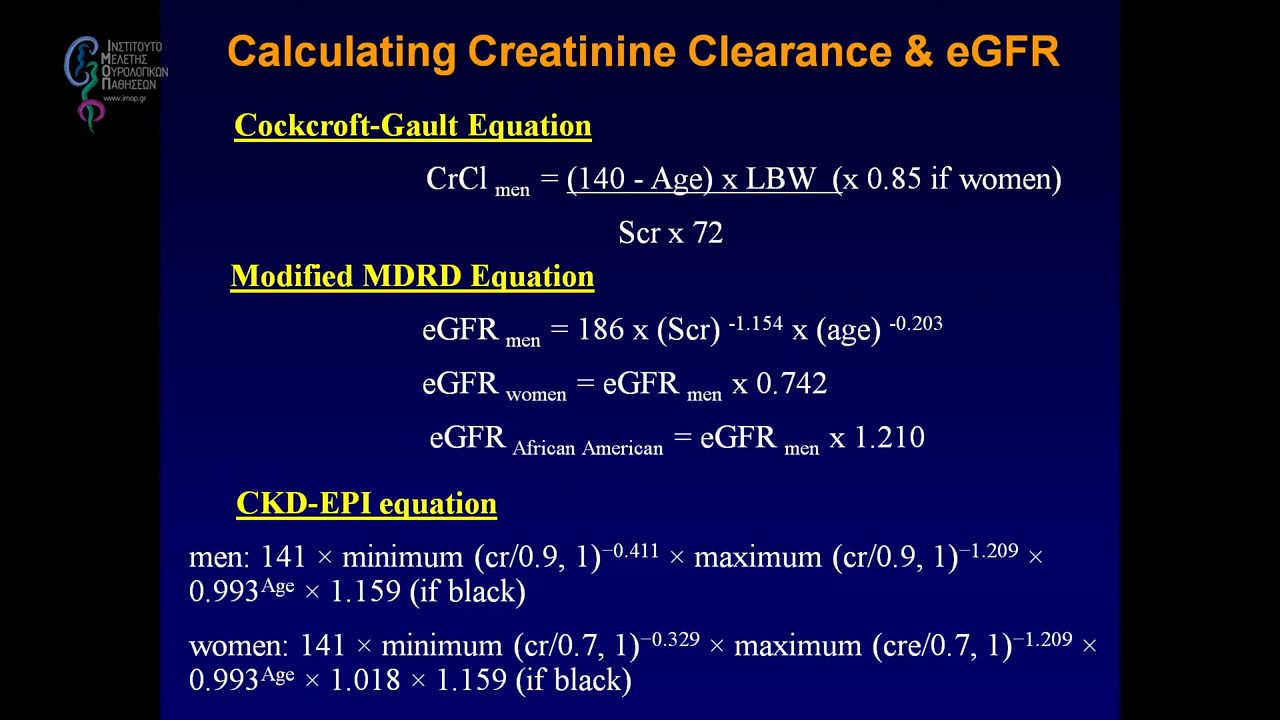 Calculating Creatinine Clearance & eGFR
ΙΝΣΤΙΤΟΥΤΟ
ΜΕΛΕΤΗΣ
ΟΥΡΟΛΟΓΙΚΩΝ
ΠΑΘΗΣΕΩΝ
www.imop.gr
Cockcroft-Gault Equation
CrCl men = (140 - Age) x LBW (x 0.85 if women)
Scr x 72
Modified MDRD Equation
eGFR men = 186 x (Scr) -1.154 x (age) -0.203
eGFR women = eGFR men x 0.742
eGFR African American = eGFR men x 1.210
CKD-EPI equation
men: 141 × minimum (cr/0.9, 1)−0.411 × maximum (cr/0.9, 1)−1.209 ×
0.993Age × 1.159 (if black)
women: 141 × minimum (cr/0.7, 1)−0.329 × maximum (cre/0.7, 1)−1.209 ×
0.993Age × 1.018 × 1.159 (if black)